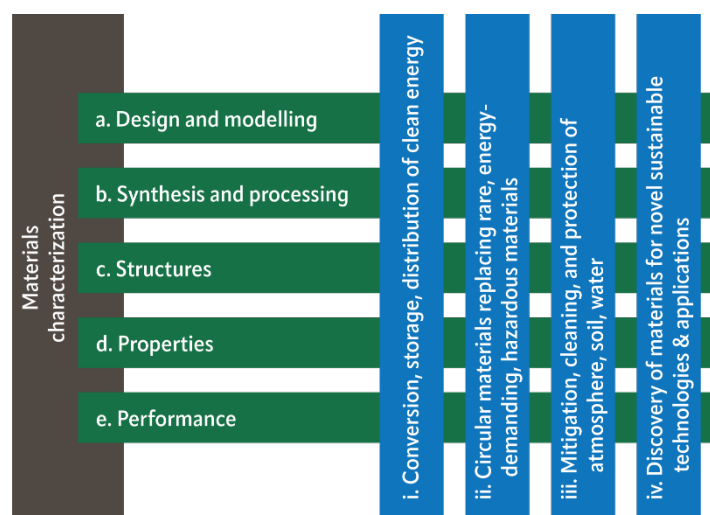 Materials
characterization
a. Design and modelling
b. Synthesis and processing
c. Structures
d. Properties
e. Performance
i. Conversion, storage, distribution of clean energy
ii. Circular materials replacing rare, energy-
demanding, hazardous materials
iii. Mitigation, cleaning, and protection of
atmosphere, soil, water
iv. Discovery of materials for novel sustainable
technologies & applications